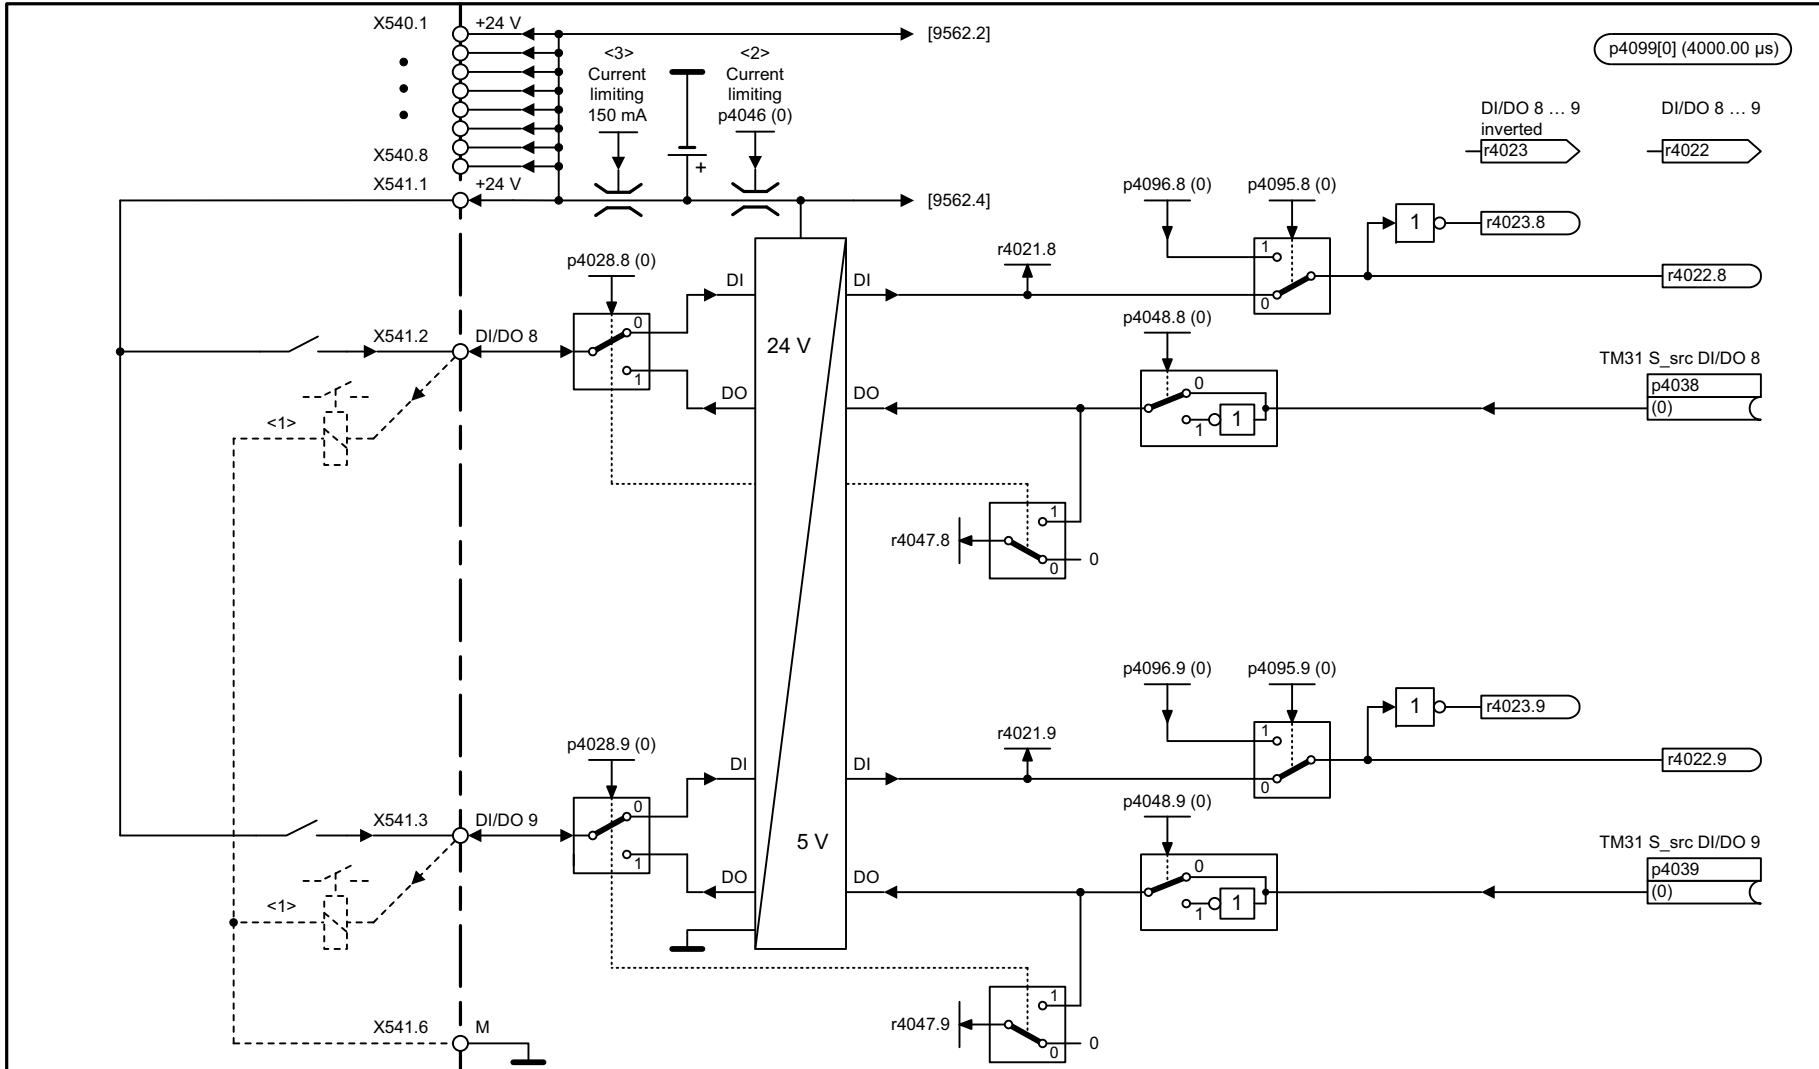 X540.1
+24 V
[9562.2]
p4099[0] (4000.00 µs)
<3>
Current
limiting
150 mA
<2>
Current
limiting
p4046 (0)
+
DI/DO 8 … 9
inverted
r4023
DI/DO 8 … 9
r4022
X540.8
X541.1
+24 V
[9562.4]
p4096.8 (0)
p4095.8 (0)
1
0
1
r4023.8
r4022.8
r4021.8
p4028.8 (0)
0
1
DI
DO
24 V
DI
DO
X541.2
DI/DO 8
<1>
p4048.8 (0)
0
1
1
TM31 S_src DI/DO 8
p4038
(0)
r4047.8
1
0
0
p4096.9 (0)
p4095.9 (0)
1
0
1
r4023.9
r4022.9
r4021.9
p4028.9 (0)
0
1
DI
DO
5 V
DI
DO
X541.3
DI/DO 9
<1>
p4048.9 (0)
0
1
1
TM31 S_src DI/DO 9
p4039
(0)
r4047.9
1
0
0
X541.6
M